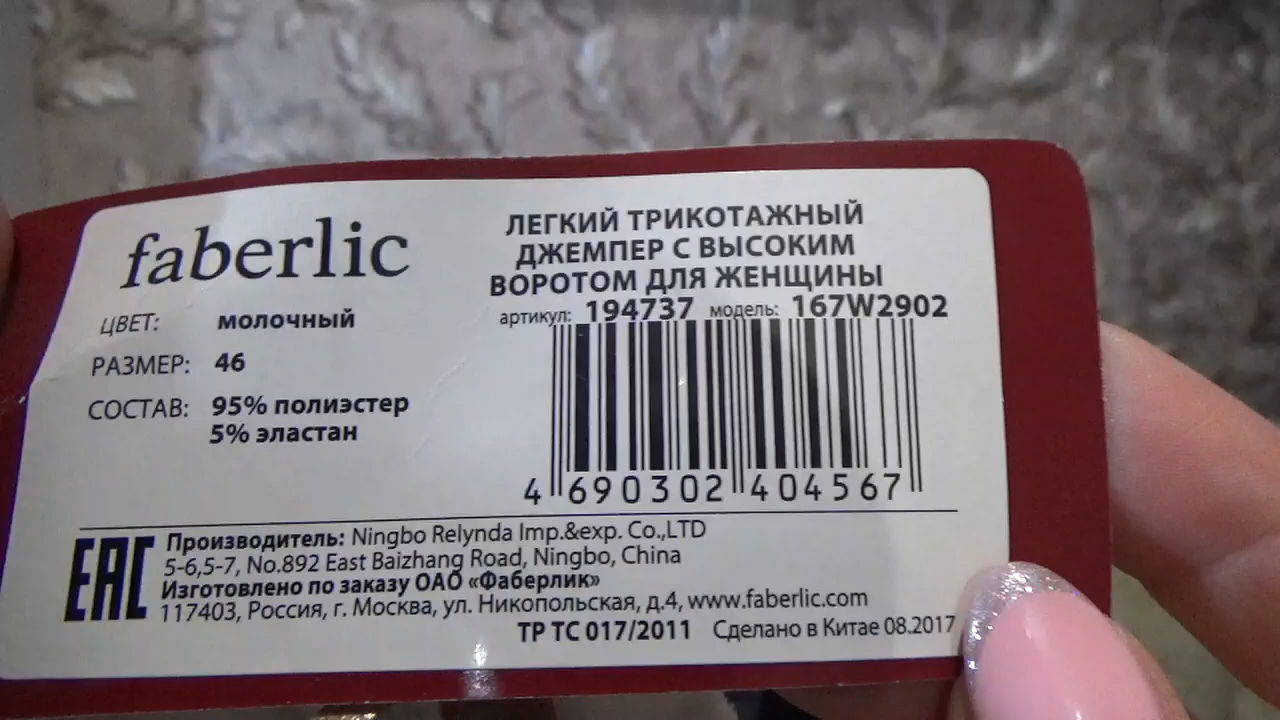 faberlic
ЦВЕТ: молочный
РАЗМЕР: 46
СОСТАВ: 95% полиэстер
5% эластан
ЛЕГКИЙ ТРИКОТАЖНЫЙ
ДЖЕМПЕР С ВЫСОКИМ
ВОРОТОМ ДЛЯ ЖЕНЩИНЫ
артикул: 194737 модель: 167W2902
4 690302 404567
EAC
Производитель: Ningbo Relynda Imp.&exp. Co.,LTD
5-6,5-7, No.892 East Baizhang Road, Ningbo, China
Изготовлено по заказу ОАО «Фаберлик»
117403, Россия, г. Москва, ул. Никопольская, д.4, www.faberlic.com
ТР ТС 017/2011 Сделано в Китае 08.2017